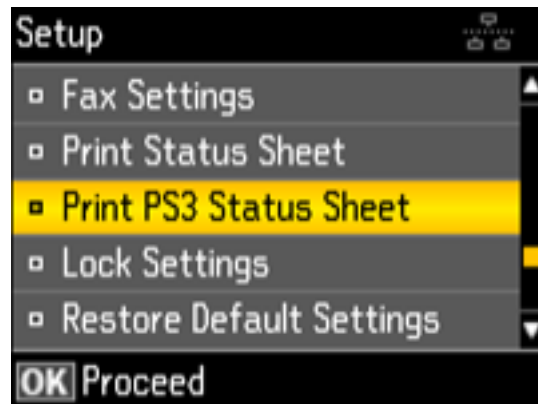 Setup
Fax Settings
Print Status Sheet
Print PS3 Status Sheet
Lock Settings
Restore Default Settings
OK Proceed